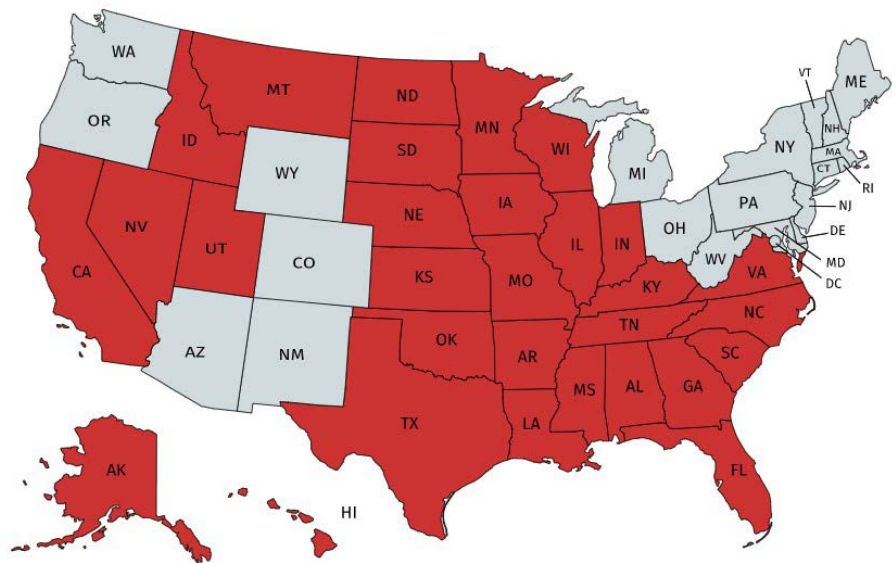 WA
MT
ND
MN
VT
ME
OR
ID
SD
WI
NH
NY
MA
WY
MI
CT
RI
NE
IA
PA
NJ
NV
UT
IL
IN
OH
DE
CA
CO
KS
MO
WV
VA
MD
KY
DC
TN
NC
AZ
NM
OK
AR
SC
TX
MS
AL
GA
LA
AK
FL
HI